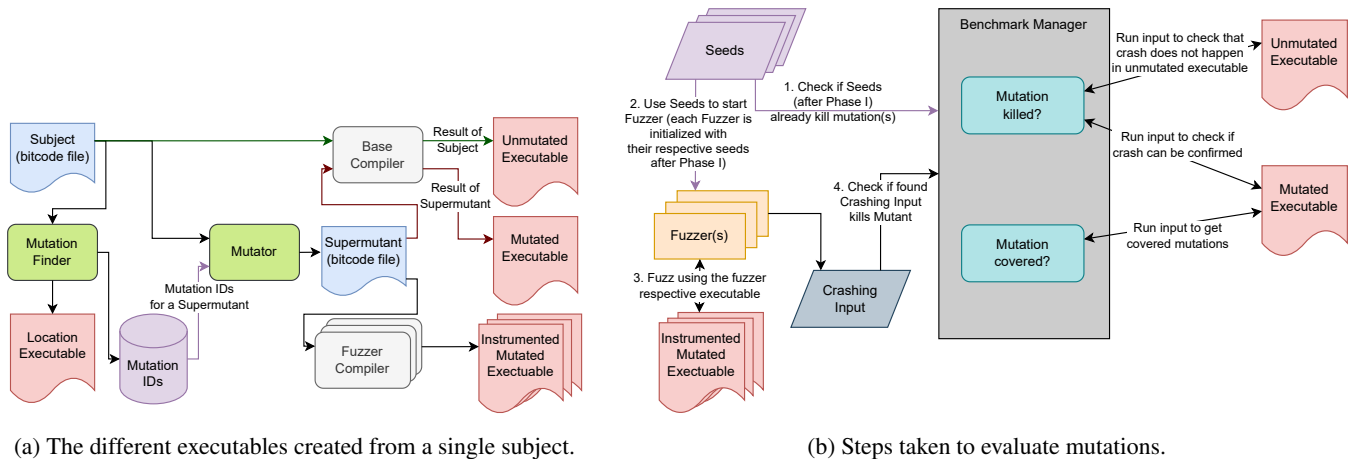 Subject
(bitcode file)
Base
Compiler
Result of
Subject
Unmutated
Executable
Result of
Supermutant
Mutation
Finder
Mutator
Supermutant
(bitcode file)
Mutated
Executable
Mutation IDs
for a Supermutant
Location
Executable
Mutation
IDs
Fuzzer
Compiler
Instrumented
Mutated
Exectuable
(a) The different executables created from a single subject.
Seeds
1. Check if Seeds
(after Phase I)
already kill mutation(s)
2. Use Seeds to start
Fuzzer (each Fuzzer is
initialized with
their respective seeds
after Phase I)
Fuzzer(s)
3. Fuzz using the fuzzer
respective executable
Instrumented
Mutated
Exectuable
4. Check if found
Crashing Input
kills Mutant
Crashing
Input
Benchmark Manager
Mutation
killed?
Mutation
covered?
Run input to check that
crash does not happen
in unmutated executable
Unmutated
Executable
Run input to check if
crash can be confirmed
Mutated
Executable
Run input to get
covered mutations
(b) Steps taken to evaluate mutations.